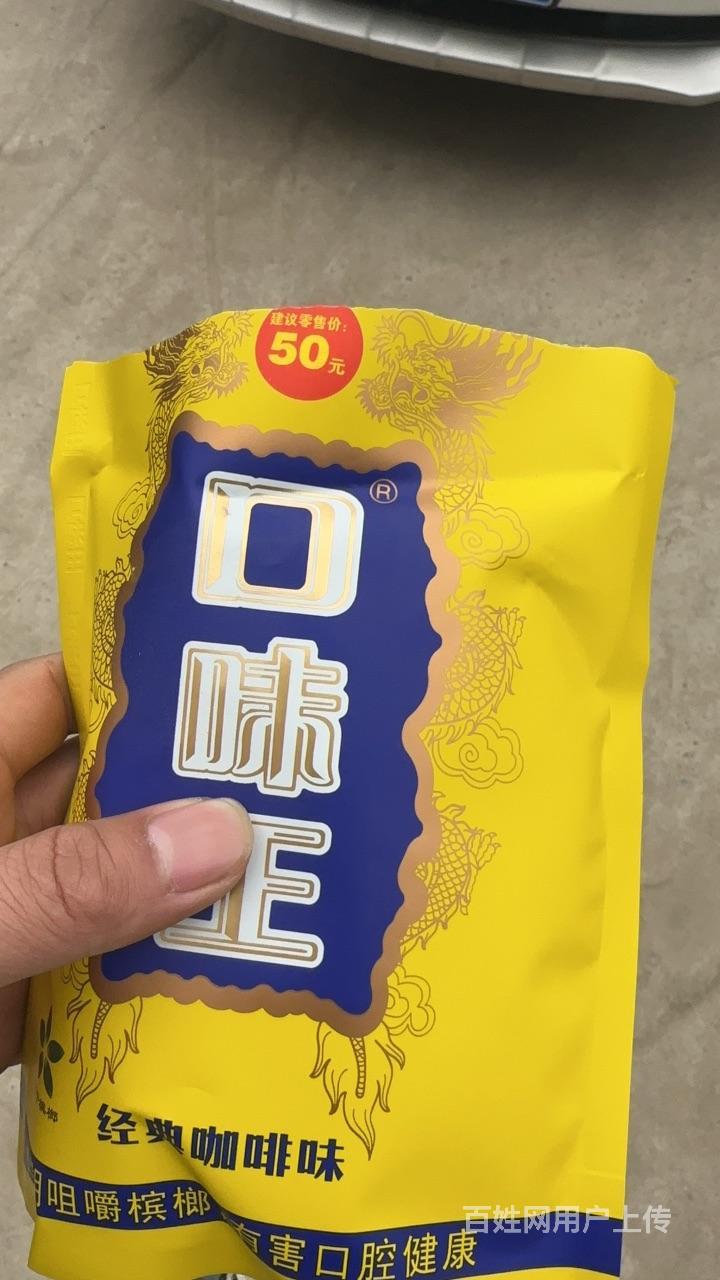 建议零售价:
50元
口味王
®
经典咖啡味
咀嚼槟榔
有害口腔健康
百姓网用户上传